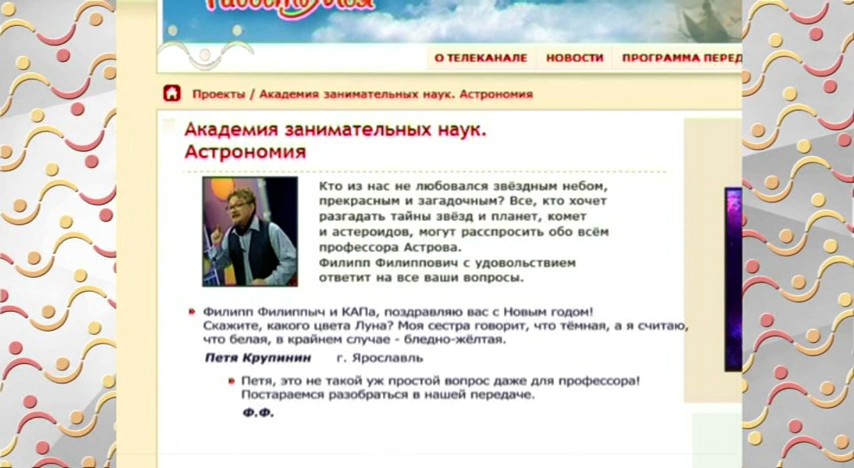 О ТЕЛЕКАНАЛЕ НОВОСТИ ПРОГРАММА ПЕРЕД
Проекты / Академия занимательных наук. Астрономия
Академия занимательных наук.
Астрономия
Кто из нас не любовался звёздным небом,
прекрасным и загадочным? Все, кто хочет
разгадать тайны звёзд и планет, комет
и астероидов, могут расспросить обо всём
профессора Астрова.
Филипп Филиппович с удовольствием
ответит на все ваши вопросы.
Филипп Филиппыч и КАПа, поздравляю вас с Новым годом!
Скажите, какого цвета Луна? Моя сестра говорит, что тёмная, а я считаю,
что белая, в крайнем случае - бледно-жёлтая.
Петя Крупинин г. Ярославль
Петя, это не такой уж простой вопрос даже для профессора!
Постараемся разобраться в нашей передаче.
Ф.Ф.